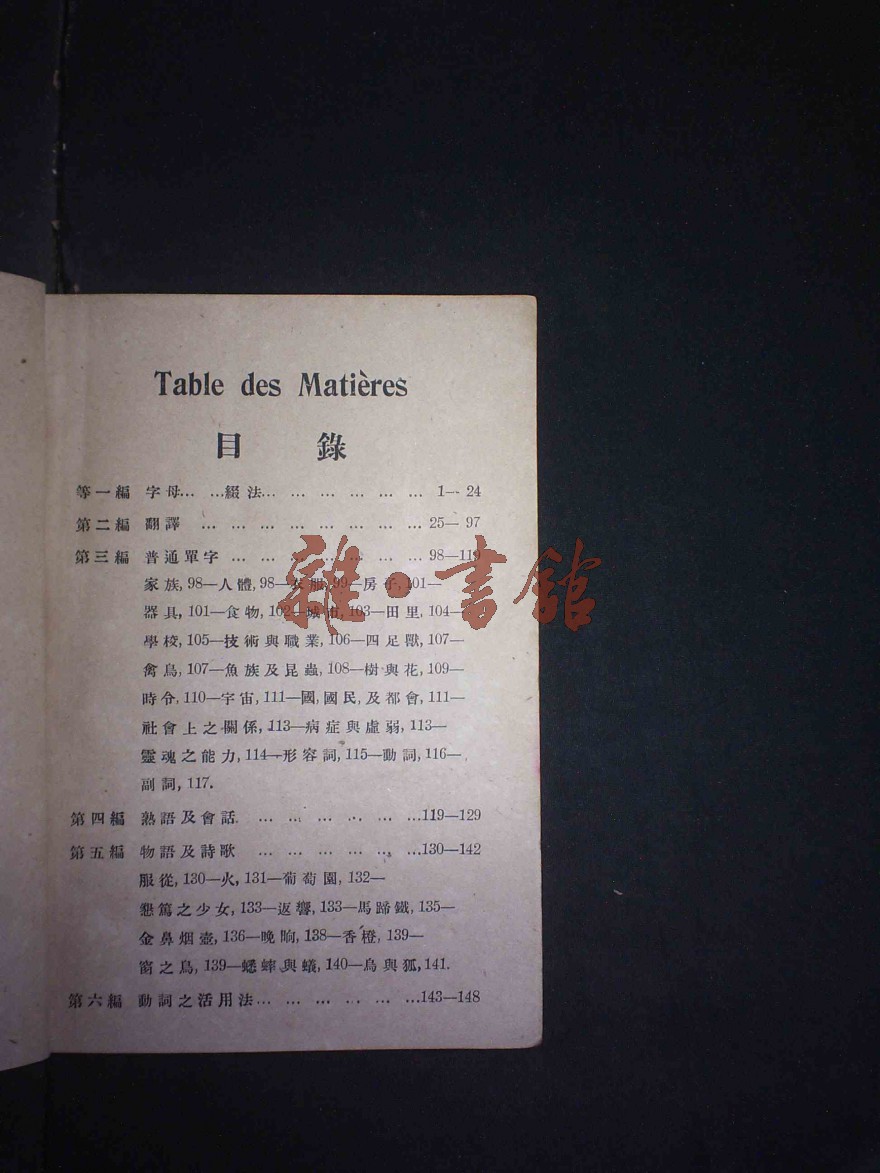 Table des Matières
目 錄
等一編 字母... ...綴法... ... ... ... ... ... 1—24
第二編 翻譯 ... ... ... ... ... ... ... ... 25—97
第三編 普通單字 ... ... ... ... ... ... ... 98—119
雜·書館
家族, 98—人體, 98—衣服, 99—房子, 101—
器具, 101—食物, 102—城市, 103—田里, 104—
學校, 105—技術與職業, 106—四足獸, 107—
禽鳥, 107—魚族及昆蟲, 108—樹與花, 109—
時令, 110—宇宙, 111—國, 國民, 及都會, 111—
社會上之關係, 113—病症與虛弱, 113—
靈魂之能力, 114—形容詞, 115—動詞, 116—
副詞, 117.
第四編 熟語及會話 ... ... ... ... ... ...119—129
第五編 物語及詩歌 ... ... ... ... ... ...130—142
服從, 130—火, 131—葡萄園, 132—
懇篤之少女, 133—返響, 133—馬蹄鐵, 135—
金鼻烟壺, 136—晚餉, 138—香橙, 139—
窗之鳥, 139—蟋蟀與蟻, 140—烏與狐, 141.
第六編 動詞之活用法... ... ... ... ... ...143—148